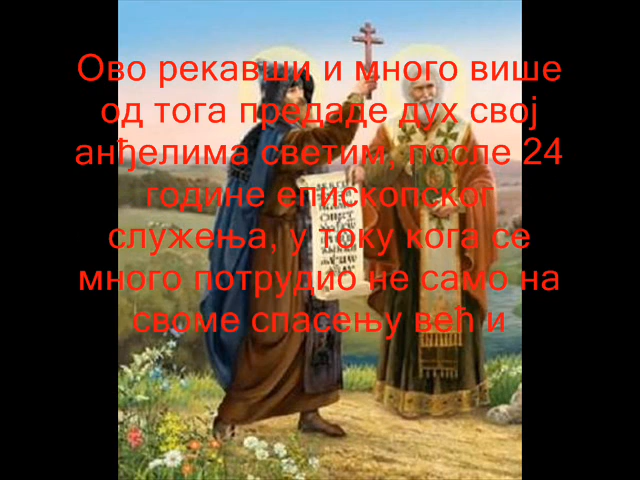 Ово рекавши и много више
од тога предаде дух свој
анђелима светим, после 24
године епископског
служења, у току кога се
много потрудио не само на
своме спасењу већ и